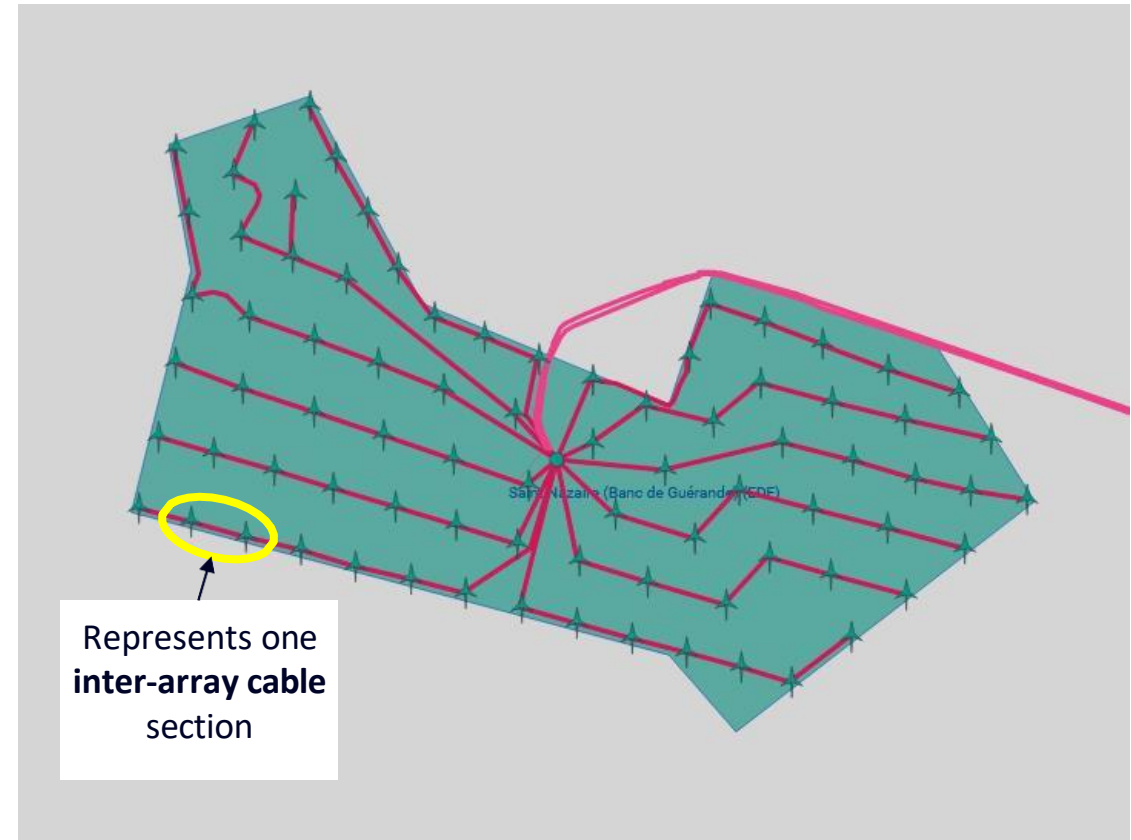 Saint Nazaire (Banc de Guérande) (EDF)
Represents one
inter-array cable
section